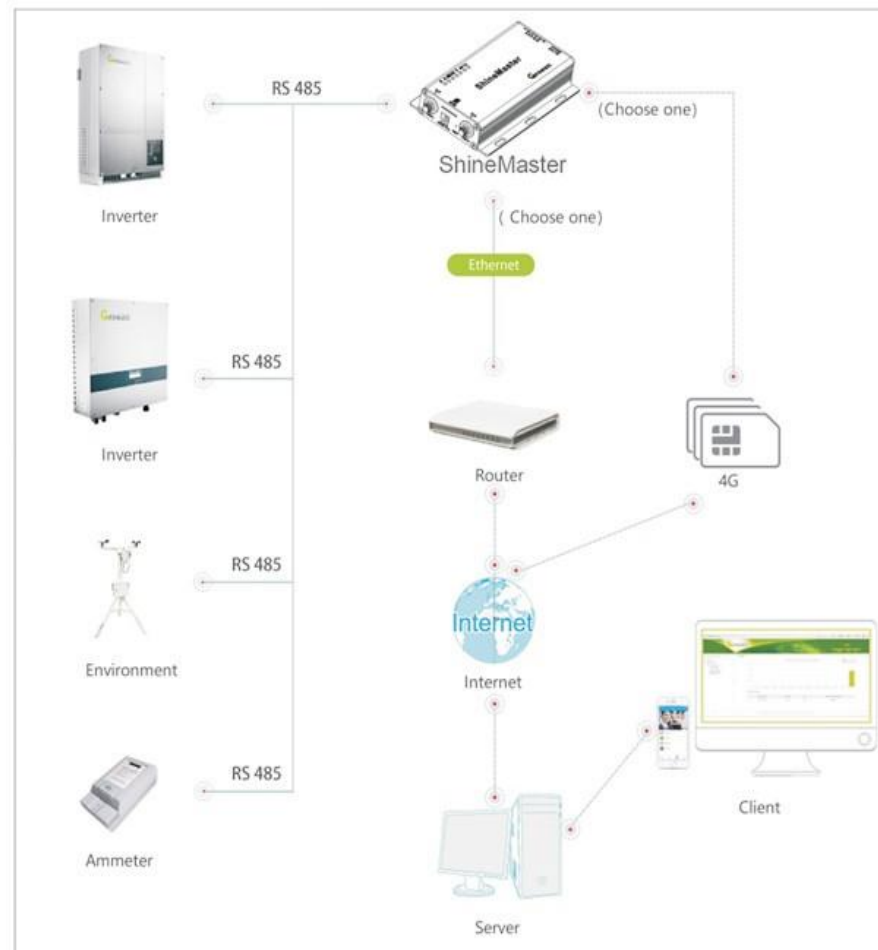 RS 485
ShineMaster
(Choose one)
ShineMaster
Inverter
( Choose one)
Ethernet
RS 485
Inverter
Router
4G
RS 485
Internet
Environment
Internet
RS 485
Client
Ammeter
Server